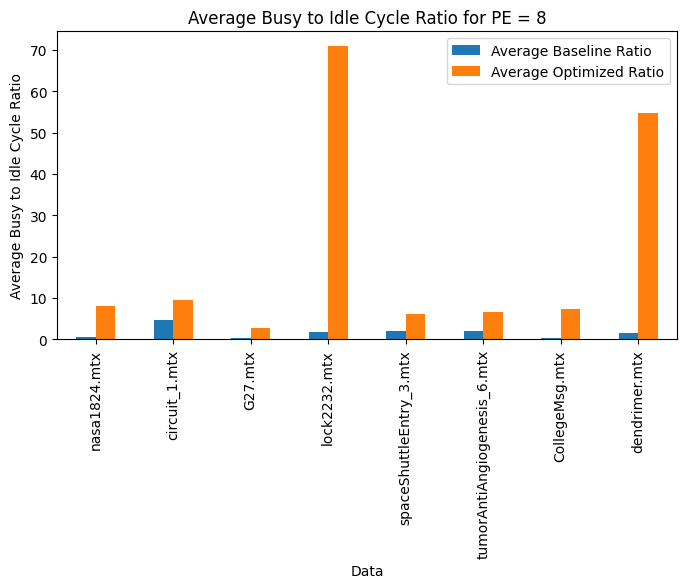 Average Busy to Idle Cycle Ratio for PE = 8
Average Busy to Idle Cycle Ratio
70
60
50
40
30
20
10
0
Average Baseline Ratio
Average Optimized Ratio
nasa1824.mtx
circuit_1.mtx
G27.mtx
lock2232.mtx
spaceShuttleEntry_3.mtx
tumorAntiAngiogenesis_6.mtx
CollegeMsg.mtx
dendrimer.mtx
Data